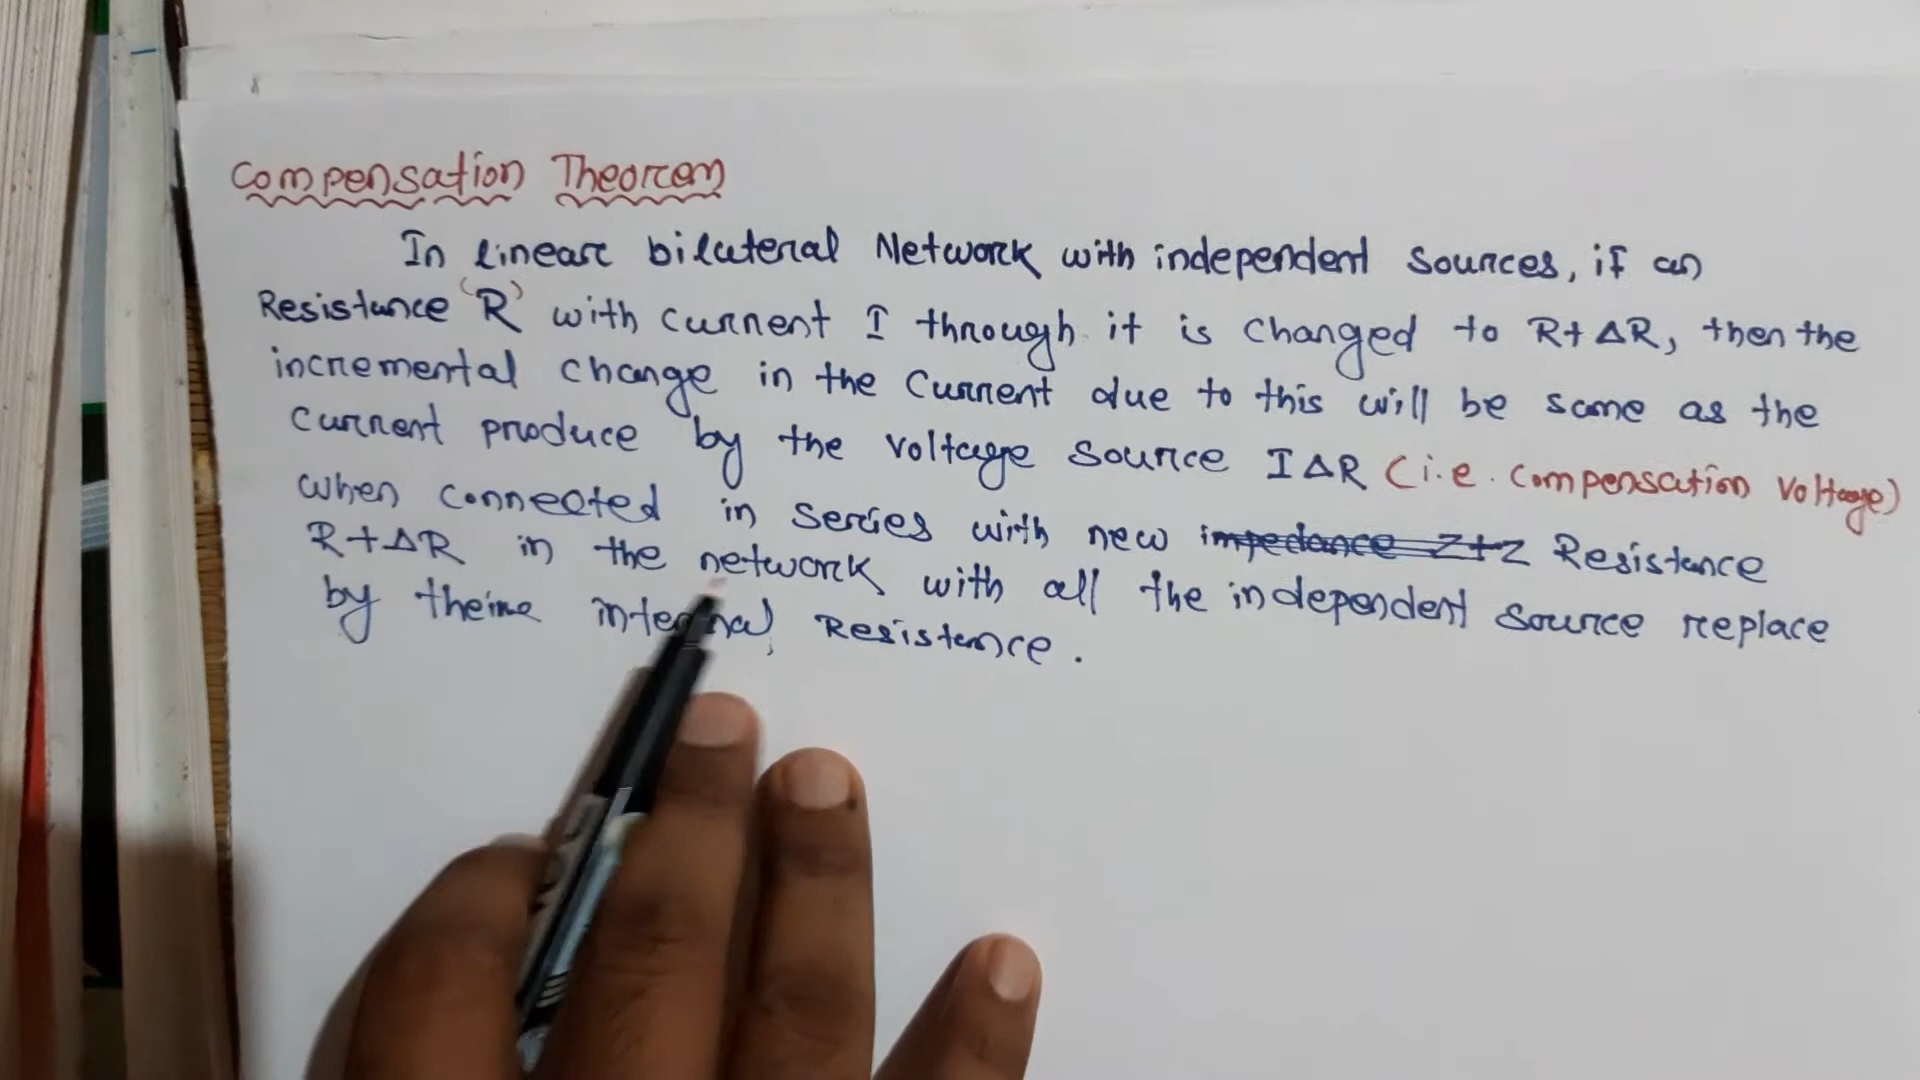 Compensation Theorem
In linear bilateral Network with independent Sources, if an
Resistance (R) with current I through it is changed to R+ΔR, then the
incremental change in the current due to this will be same as the
current produce by the voltage source IΔR (i.e. compensation voltage)
when connected in series with new impedance Z+Z Resistance
R+ΔR in the network with all the independent source replace
by their internal Resistance.